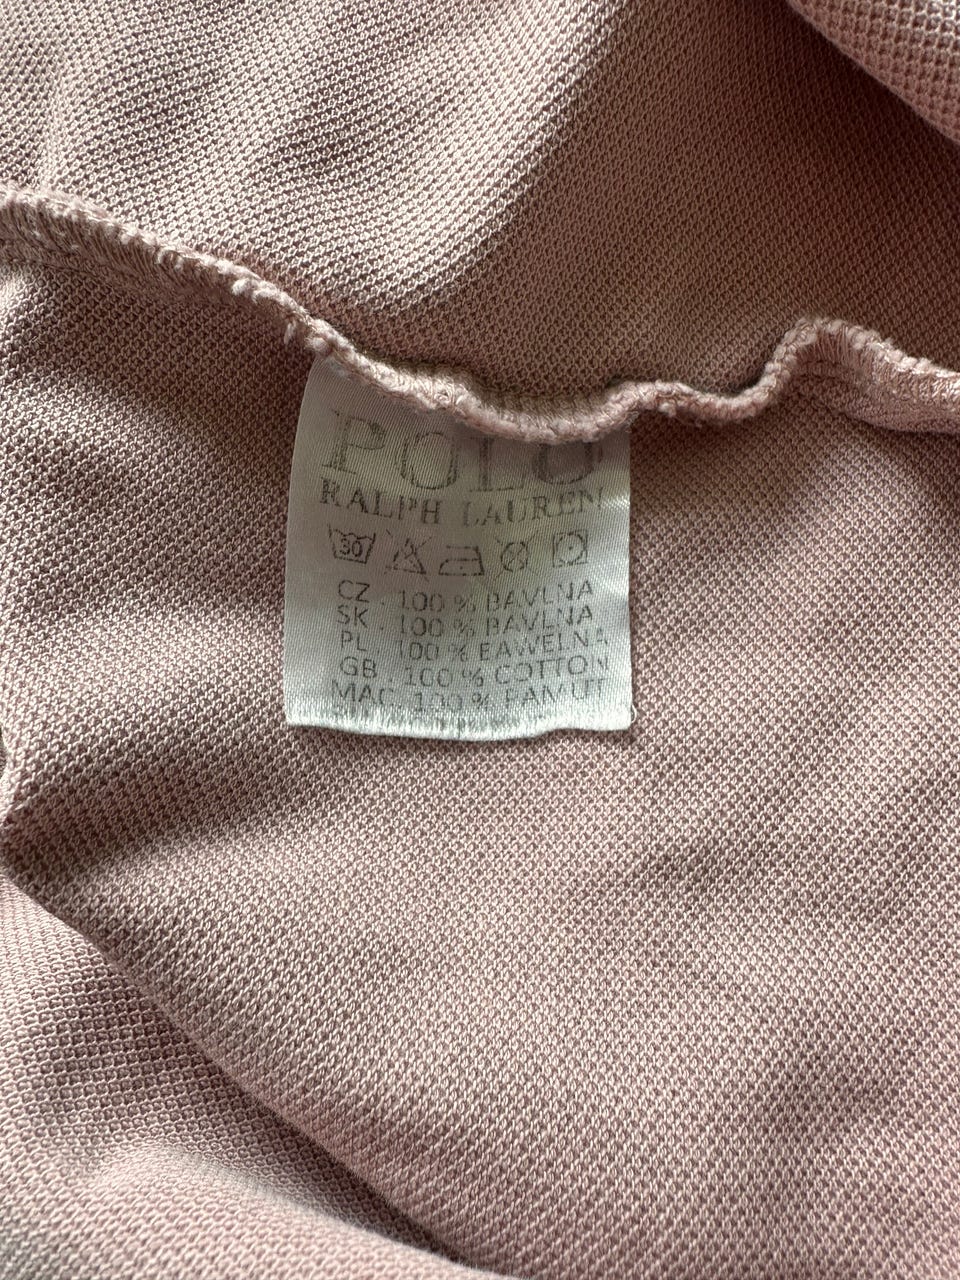 POLO
RALPH LAUREN
30
CZ . 100 % BAVLNA
SK . 100 % BAVLNA
PL . 100 % BAWELNA
GB . 100 % COTTON
MAC. 100 % PAMUT